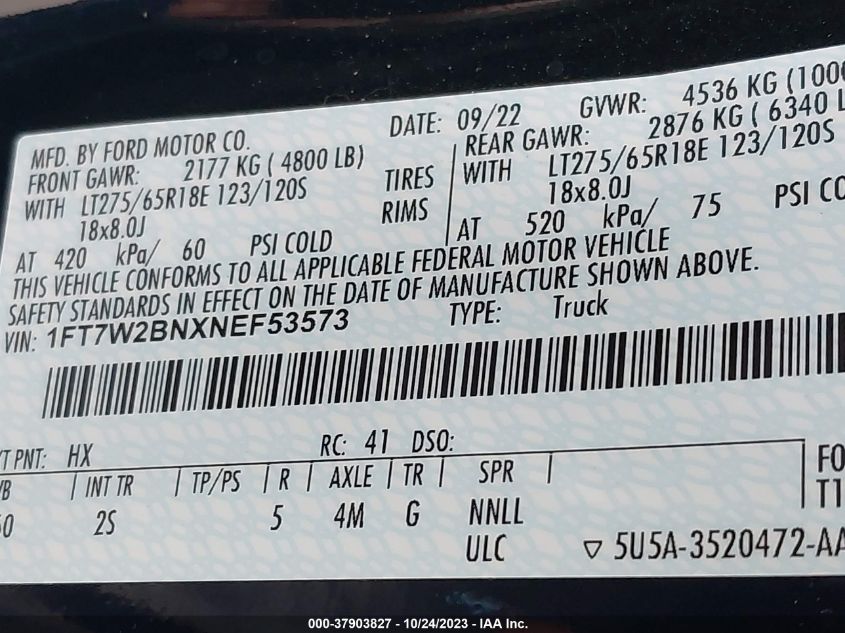 MFD. BY FORD MOTOR CO.
DATE: 09/22 GVWR: 4536 KG (1000
FRONT GAWR: 2177 KG ( 4800 LB)
REAR GAWR: 2876 KG ( 6340 L
WITH LT275/65R18E 123/120S TIRES
WITH LT275/65R18E 123/120S
18x8.0J RIMS
18x8.0J
AT 420 kPa/ 60 PSI COLD
AT 520 kPa/ 75 PSI CO
THIS VEHICLE CONFORMS TO ALL APPLICABLE FEDERAL MOTOR VEHICLE
SAFETY STANDARDS IN EFFECT ON THE DATE OF MANUFACTURE SHOWN ABOVE.
VIN: 1FT7W2BNXNEF53573 TYPE: Truck
T PNT: HX RC: 41 DSO:
B INT TR TP/PS R AXLE TR SPR
0 2S 5 4M G NNLL
ULC
FO
T1
▽ 5U5A-3520472-AA
000-37903827 - 10/24/2023 - IAA Inc.